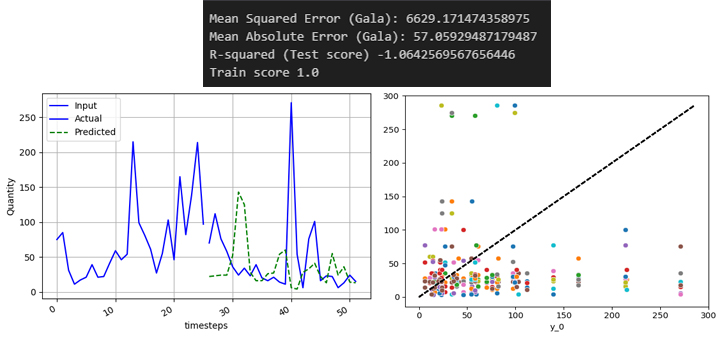 Mean Squared Error (Gala): 6629.171474358975
Mean Absolute Error (Gala): 57.05929487179487
R-squared (Test score) -1.0642569567656446
Train score 1.0
Input
Actual
Predicted
Quantity
250
200
150
100
50
0
0
10
20
30
40
50
timesteps
300
250
200
150
100
50
0
0
50
100
150
200
250
300
y_o